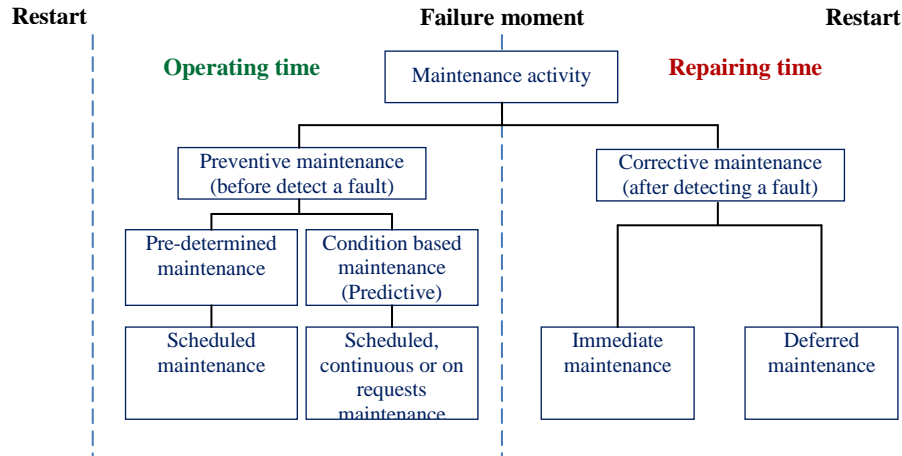 Restart
Failure moment
Restart
Operating time
Maintenance activity
Repairing time
Preventive maintenance
(before detect a fault)
Corrective maintenance
(after detecting a fault)
Pre-determined
maintenance
Condition based
maintenance
(Predictive)
Scheduled
maintenance
Scheduled,
continuous or on
requests
maintenance
Immediate
maintenance
Deferred
maintenance